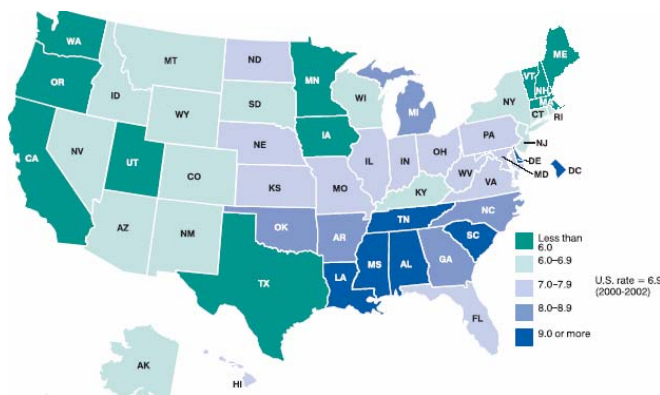 WA
OR
CA
ID
NV
MT
WY
UT
AZ
CO
NM
ND
SD
NE
KS
OK
TX
MN
IA
MO
AR
LA
WI
IL
MI
IN
OH
KY
TN
MS
AL
GA
FL
SC
NC
VA
WV
PA
NY
VT
NH
ME
MA
CT
RI
NJ
DE
MD
DC
AK
HI
Less than
6.0
6.0–6.9
7.0–7.9
8.0–8.9
9.0 or more
U.S. rate = 6.9
(2000-2002)